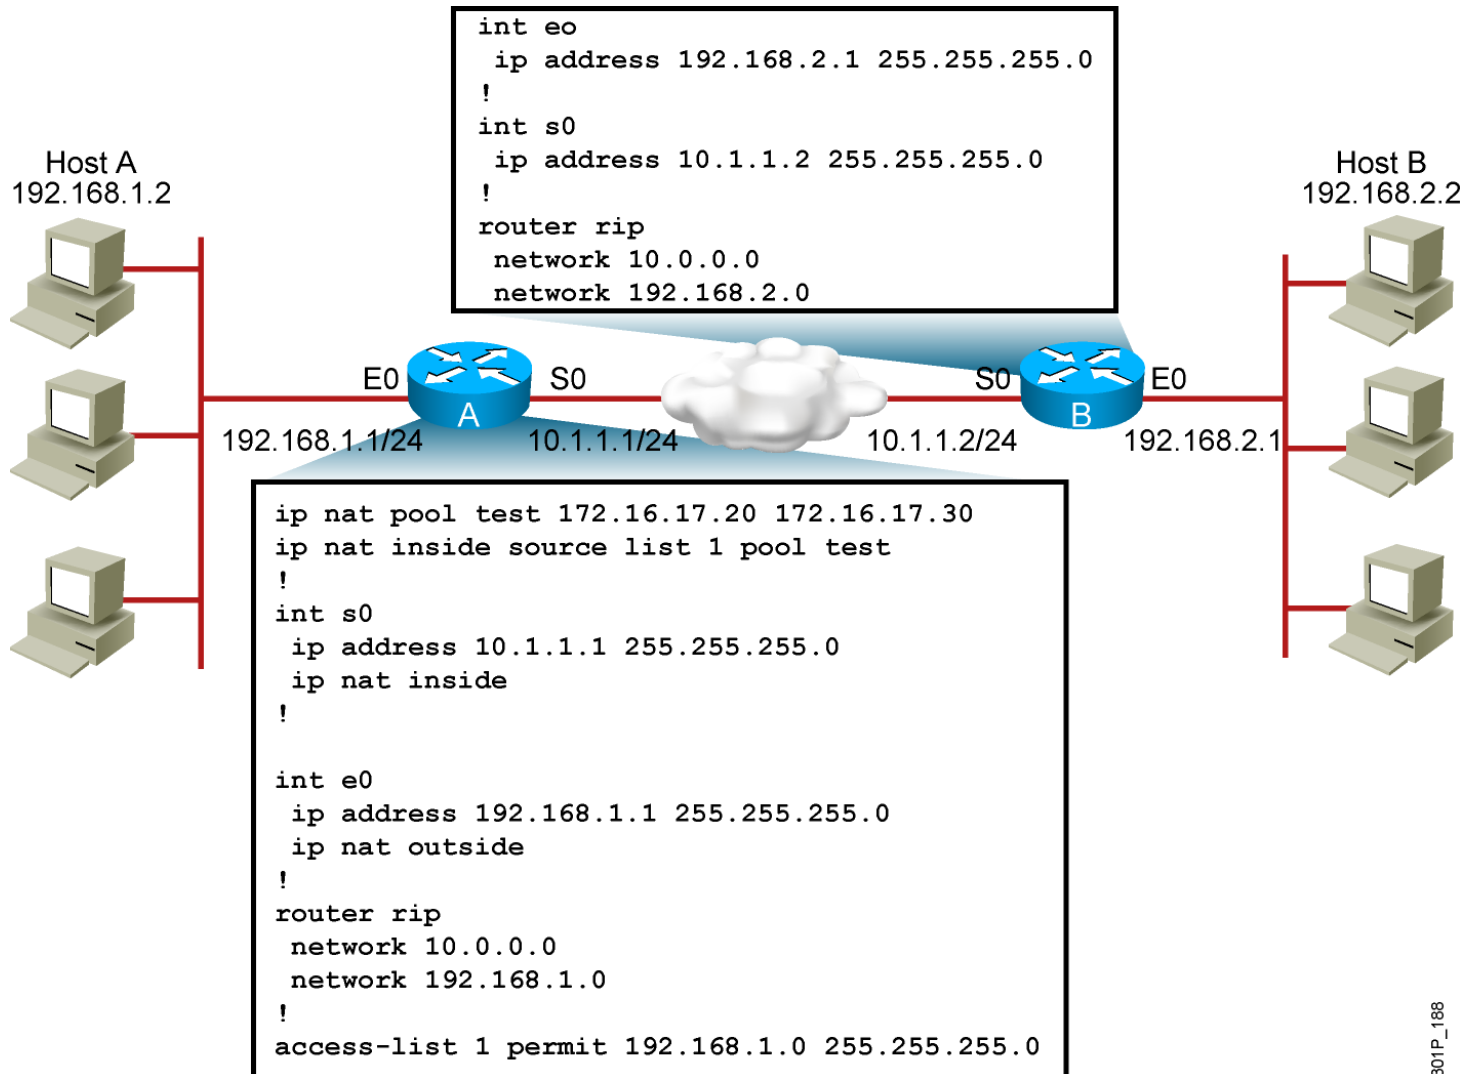 int eo
ip address 192.168.2.1 255.255.255.0
!
int s0
ip address 10.1.1.2 255.255.255.0
!
router rip
network 10.0.0.0
network 192.168.2.0
Host A
192.168.1.2
Host B
192.168.2.2
E0
S0
S0
E0
A
B
192.168.1.1/24
10.1.1.1/24
10.1.1.2/24
192.168.2.1
ip nat pool test 172.16.17.20 172.16.17.30
ip nat inside source list 1 pool test
!
int s0
ip address 10.1.1.1 255.255.255.0
ip nat inside
!
int e0
ip address 192.168.1.1 255.255.255.0
ip nat outside
!
router rip
network 10.0.0.0
network 192.168.1.0
!
access-list 1 permit 192.168.1.0 255.255.255.0
301P_188